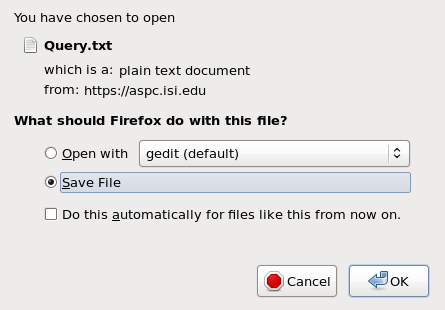 You have chosen to open
Query.txt
which is a: plain text document
from: https://aspc.isi.edu
What should Firefox do with this file?
Open with gedit (default)
Save File
Do this automatically for files like this from now on.
Cancel OK